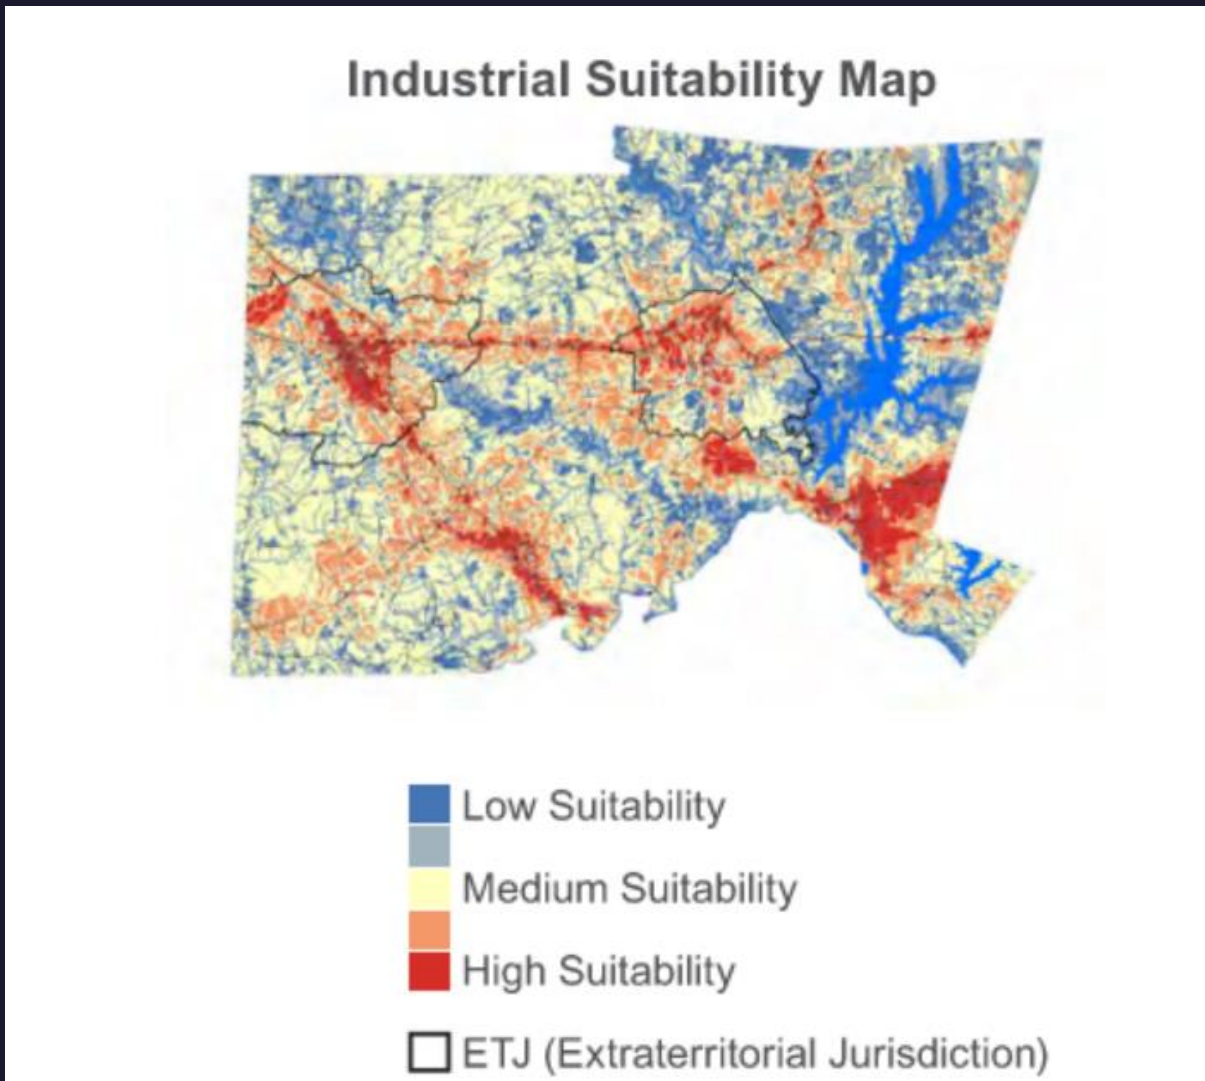 Industrial Suitability Map
Low Suitability
Medium Suitability
High Suitability
ETJ (Extraterritorial Jurisdiction)